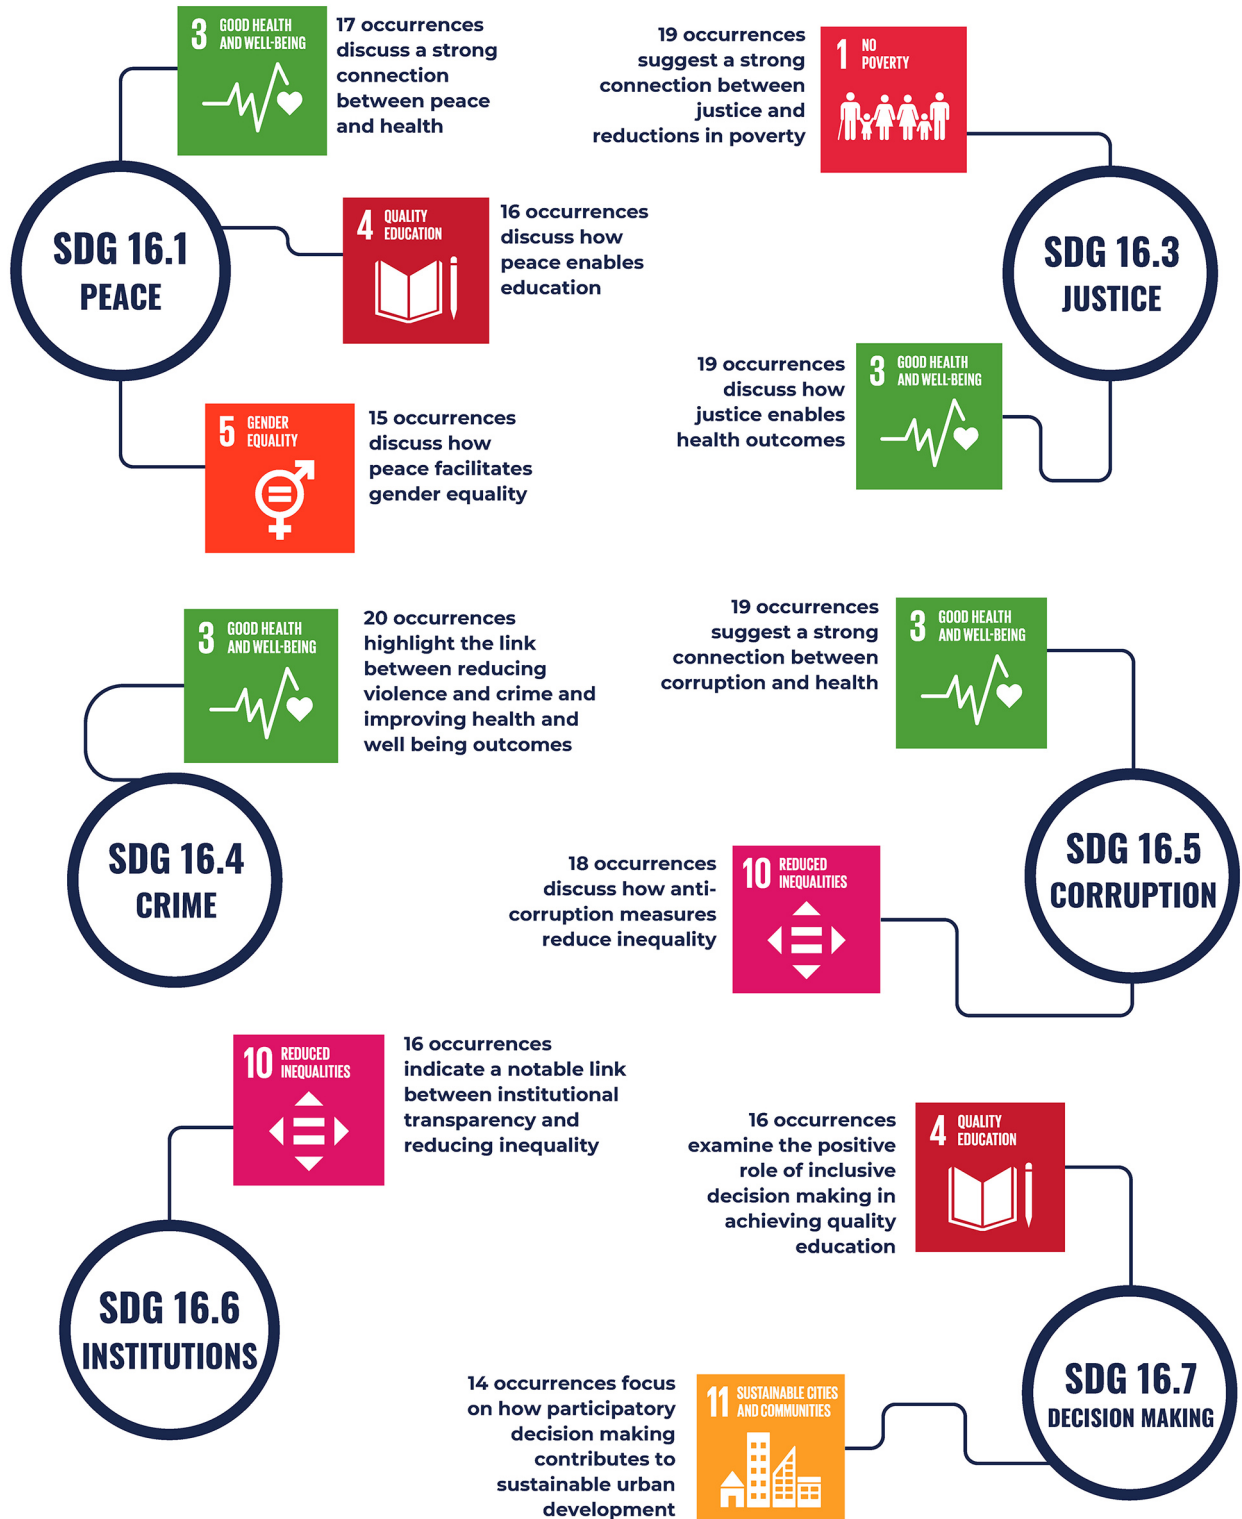 3 GOOD HEALTH
AND WELL-BEING
17 occurrences
discuss a strong
connection
between peace
and health
SDG 16.1
PEACE
4 QUALITY
EDUCATION
16 occurrences
discuss how
peace enables
education
5 GENDER
EQUALITY
15 occurrences
discuss how
peace facilitates
gender equality
19 occurrences
suggest a strong
connection between
justice and
reductions in poverty
1 NO
POVERTY
SDG 16.3
JUSTICE
19 occurrences
discuss how
justice enables
health outcomes
3 GOOD HEALTH
AND WELL-BEING
3 GOOD HEALTH
AND WELL-BEING
20 occurrences
highlight the link
between reducing
violence and crime and
improving health and
well being outcomes
SDG 16.4
CRIME
19 occurrences
suggest a strong
connection between
corruption and health
3 GOOD HEALTH
AND WELL-BEING
SDG 16.5
CORRUPTION
18 occurrences
discuss how anti-
corruption measures
reduce inequality
10 REDUCED
INEQUALITIES
10 REDUCED
INEQUALITIES
16 occurrences
indicate a notable link
between institutional
transparency and
reducing inequality
SDG 16.6
INSTITUTIONS
16 occurrences
examine the positive
role of inclusive
decision making in
achieving quality
education
4 QUALITY
EDUCATION
SDG 16.7
DECISION MAKING
14 occurrences focus
on how participatory
decision making
contributes to
sustainable urban
development
11 SUSTAINABLE CITIES
AND COMMUNITIES